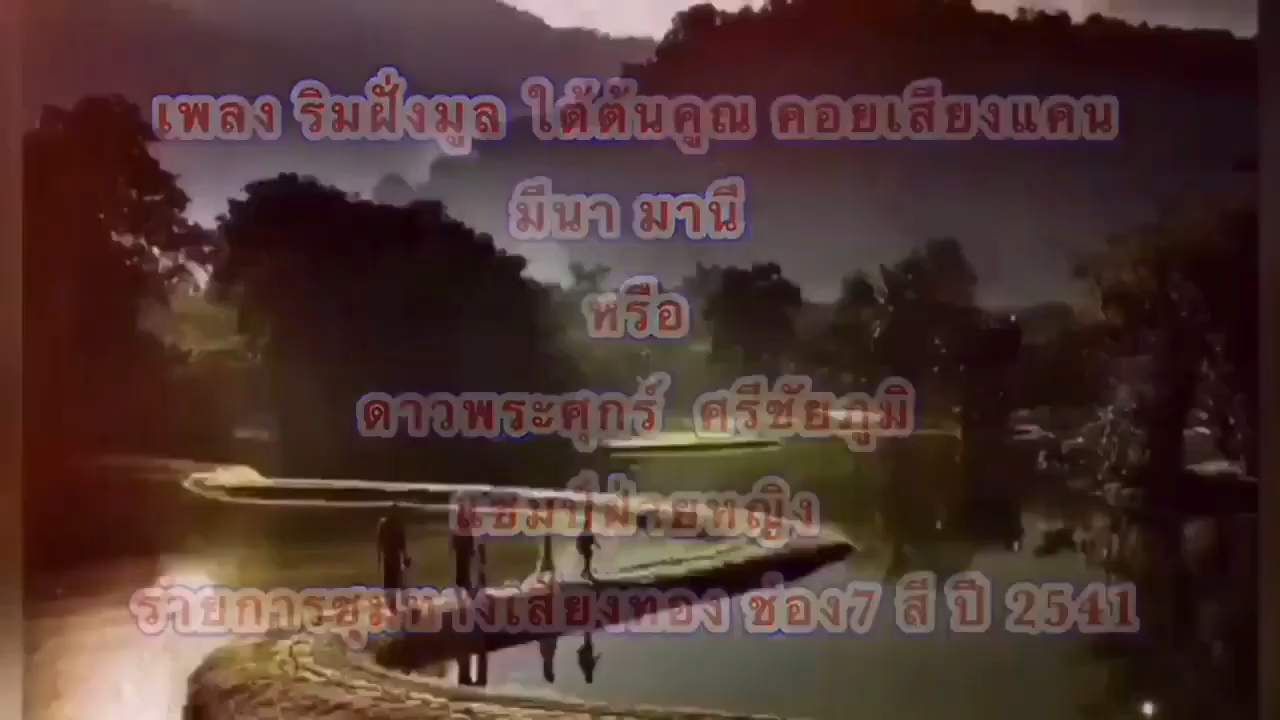 เพลง ริมฝั่งมูล ใต้ต้นคูณ คอยเสียงแคน
มีนา มานี
หรือ
ดาวพระศุกร์ ศรีชัยภูมิ
แชมป์ฝ่ายหญิง
รายการชุมทางเสียงทอง ช่อง7 สี ปี 2541